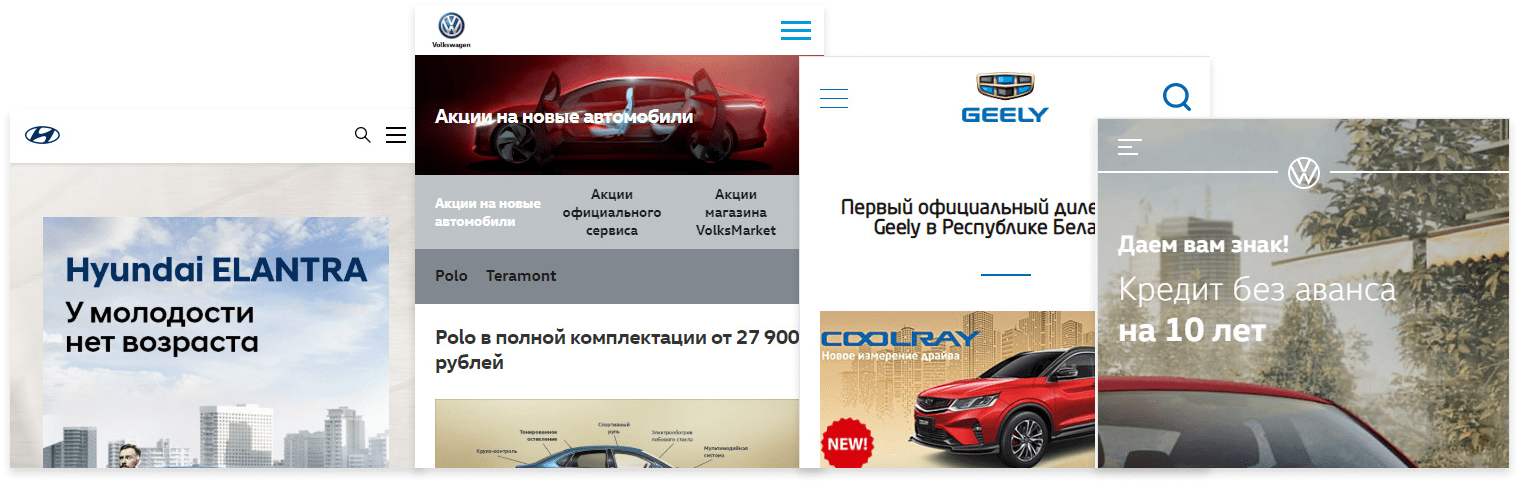 Hyundai ELANTRA
У молодости
нет возраста
Volkswagen
Акции на новые автомобили
Акции на новые
автомобили
Акции
официального
сервиса
Акции
магазина
VolksMarket
Polo Teramont
Polo в полной комплектации от 27 900
рублей
Тонированное
остекление
Спортивный
руль
Электрообогрев
лобового стекла
Круиз-контроль
Мультимедийная
система
GEELY
Первый официальный диле
Geely в Республике Бела
COOLRAY
Новое измерение драйва
NEW!
Даем вам знак!
Кредит без аванса
на 10 лет